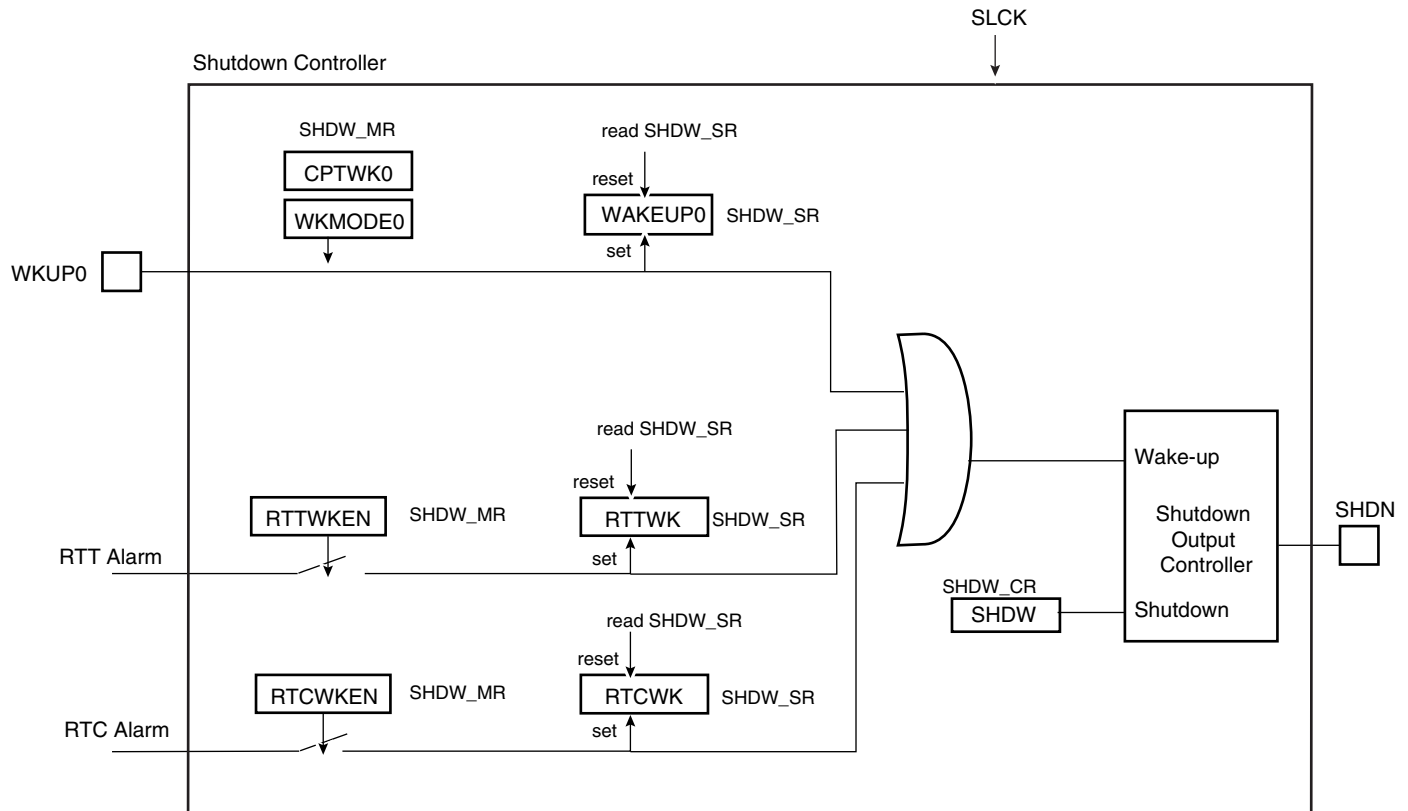 SLCK
Shutdown Controller
SHDW_MR
CPTWK0
WKMODE0
read SHDW_SR
reset
WAKEUP0
SHDW_SR
set
WKUP0
read SHDW_SR
reset
RTTWKEN
SHDW_MR
RTTWK
SHDW_SR
set
RTT Alarm
Wake-up
Shutdown
Output
Controller
SHDN
SHDW_CR
SHDW
Shutdown
read SHDW_SR
reset
RTCWKEN
SHDW_MR
RTCWK
SHDW_SR
set
RTC Alarm